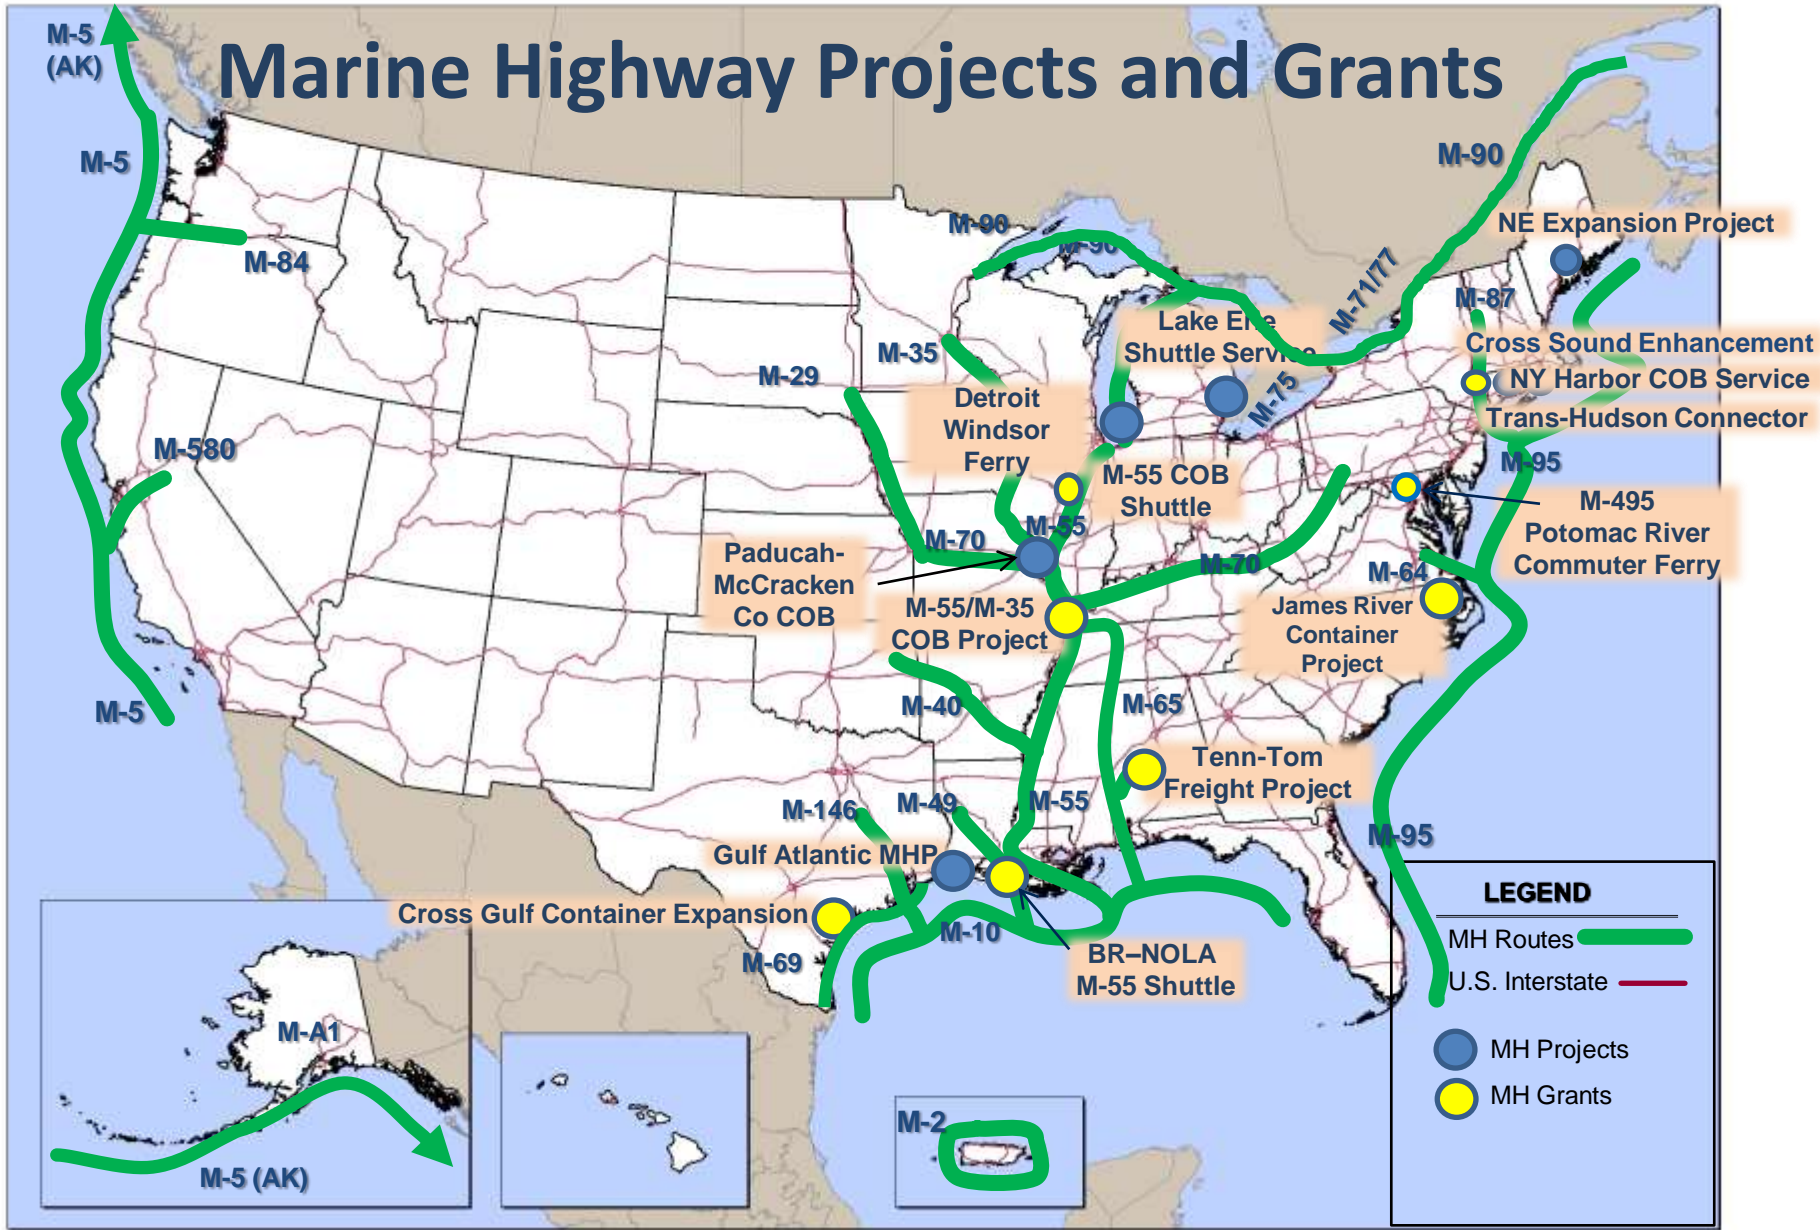 Marine Highway Projects and Grants
M-5
(AK)
M-5
M-84
M-90
M-90
M-90
NE Expansion Project
M-71/77
M-87
Lake Erie
Shuttle Service
M-35
M-29
Cross Sound Enhancement
NY Harbor COB Service
Trans-Hudson Connector
M-75
Detroit
Windsor
Ferry
M-580
M-55 COB
Shuttle
M-95
M-495
Potomac River
Commuter Ferry
M-55
M-70
M-70
M-64
Paducah-
McCracken
Co COB
M-55/M-35
COB Project
James River
Container
Project
M-5
M-40
M-65
Tenn-Tom
Freight Project
M-146
M-49
M-55
M-95
Gulf Atlantic MHP
Cross Gulf Container Expansion
M-10
M-69
BR–NOLA
M-55 Shuttle
LEGEND
MH Routes
U.S. Interstate
MH Projects
MH Grants
M-A1
M-5 (AK)
M-2